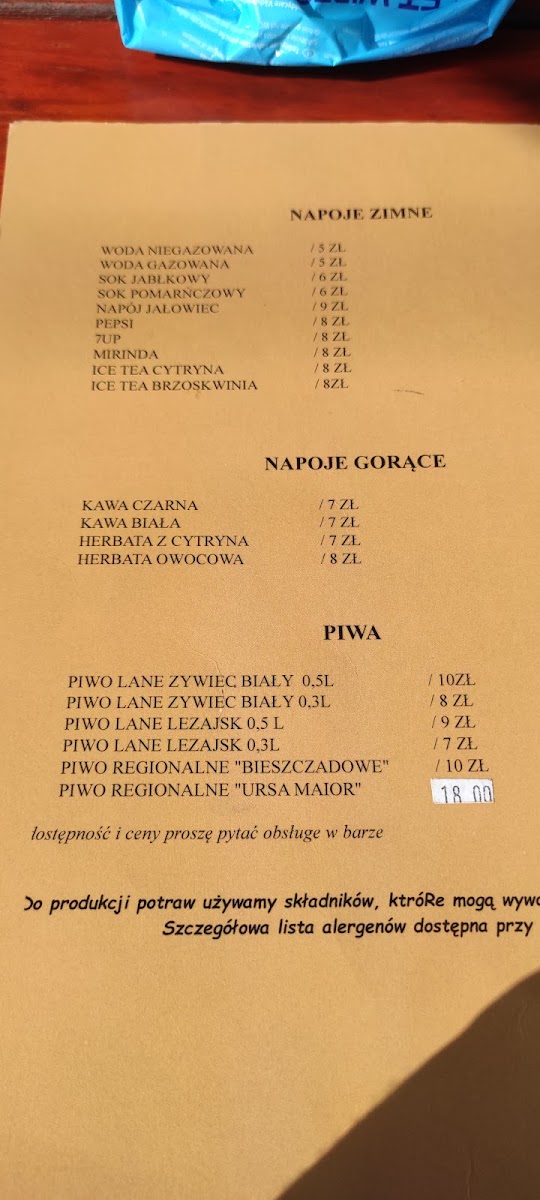 NAPOJE ZIMNE
WODA NIEGAZOWANA / 5 ZŁ
WODA GAZOWANA / 5 ZŁ
SOK JABŁKOWY / 6 ZŁ
SOK POMARŃCZOWY / 6 ZŁ
NAPÓJ JAŁOWIEC / 9 ZŁ
PEPSI / 8 ZŁ
7UP / 8 ZŁ
MIRINDA / 8 ZŁ
ICE TEA CYTRYNA / 8 ZŁ
ICE TEA BRZOSKWINIA / 8ZŁ
NAPOJE GORĄCE
KAWA CZARNA / 7 ZŁ
KAWA BIAŁA / 7 ZŁ
HERBATA Z CYTRYNA / 7 ZŁ
HERBATA OWOCOWA / 8 ZŁ
PIWA
PIWO LANE ZYWIEC BIAŁY 0,5L / 10ZŁ
PIWO LANE ZYWIEC BIAŁY 0,3L / 8 ZŁ
PIWO LANE LEZAJSK 0,5 L / 9 ZŁ
PIWO LANE LEZAJSK 0,3L / 7 ZŁ
PIWO REGIONALNE "BIESZCZADOWE" / 10 ZŁ
PIWO REGIONALNE "URSA MAIOR" 18.00
łostępność i ceny proszę pytać obsługe w barze
Do produkcji potraw używamy składników, któRe mogą wywo
Szczegółowa lista alergenów dostępna przy